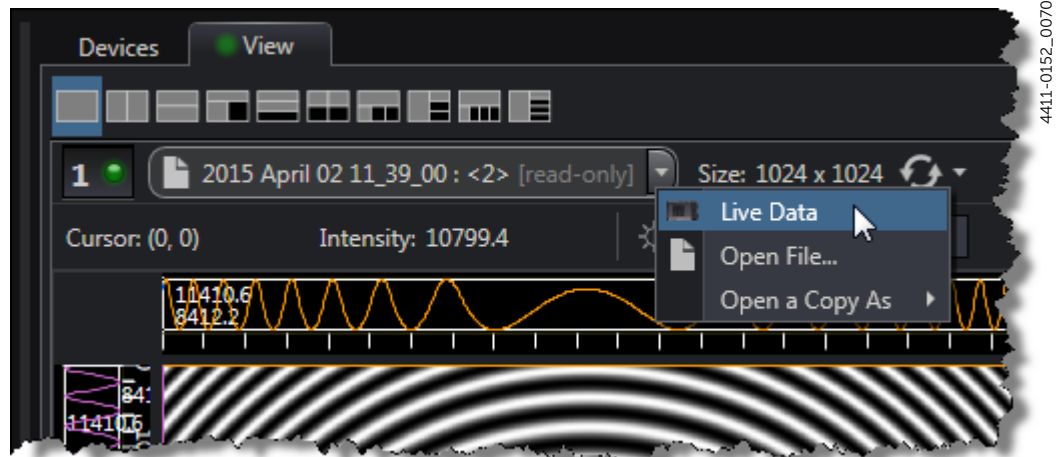 Devices View
1 2015 April 02 11_39_00 : <2> [read-only] Size: 1024 x 1024
Live Data
Cursor: (0, 0) Intensity: 10799.4
Open File...
Open a Copy As
11410.6
8412.2
841
11410.6
4411-0152_0070